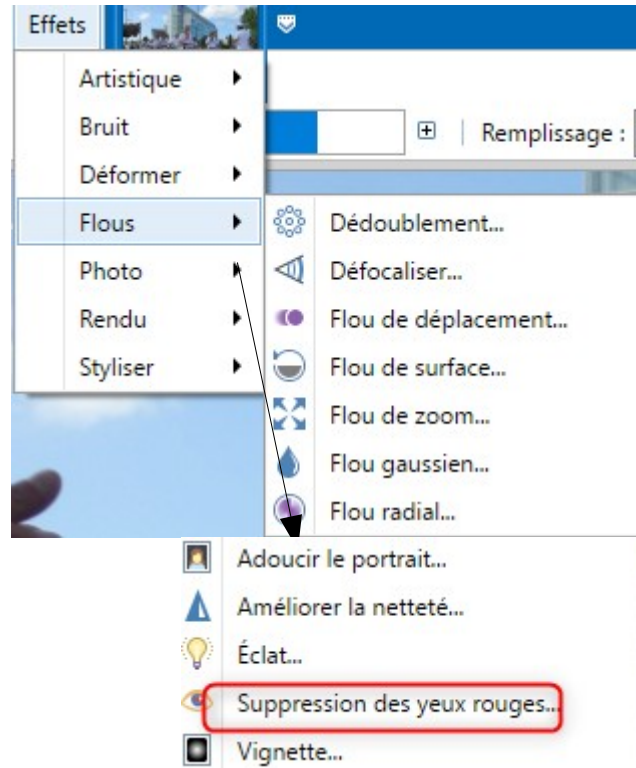 Effets
Remplissage :
Artistique
Bruit
Déformer
Flous
Photo
Rendu
Styliser
Dédoublement...
Défocaliser...
Flou de déplacement...
Flou de surface...
Flou de zoom...
Flou gaussien...
Flou radial...
Adoucir le portrait...
Améliorer la netteté...
Éclat...
Suppression des yeux rouges...
Vignette...